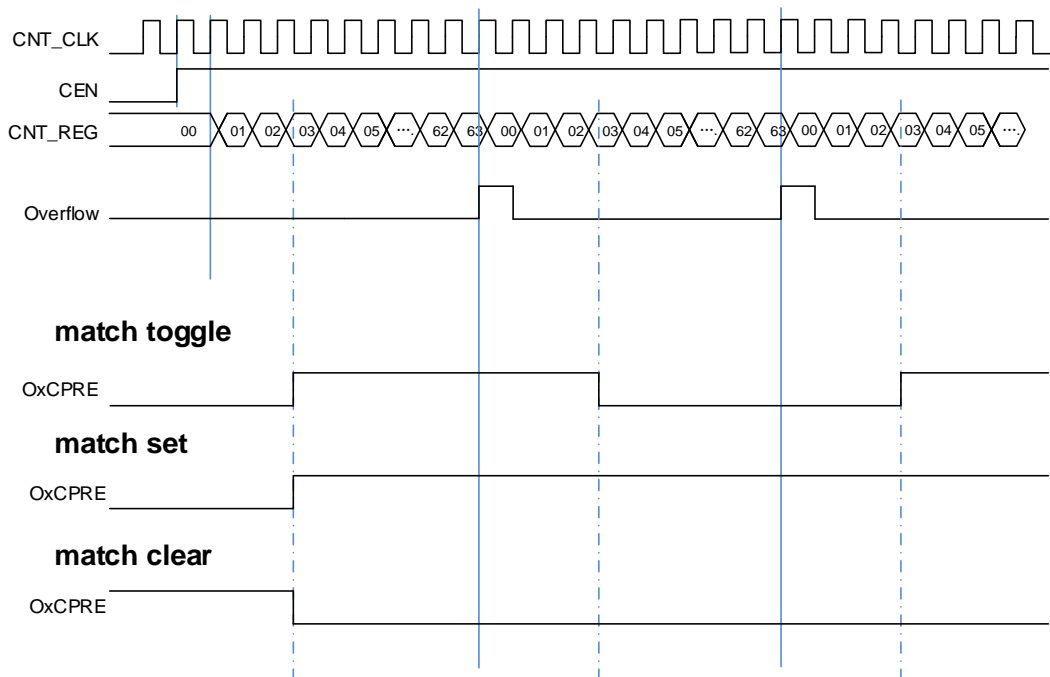 CNT_CLK
CEN
CNT_REG 00 01 02 03 04 05 ···. 62 63 00 01 02 03 04 05 ···. 62 63 00 01 02 03 04 05 ···.
Overflow
match toggle
OxCPRE
match set
OxCPRE
match clear
OxCPRE